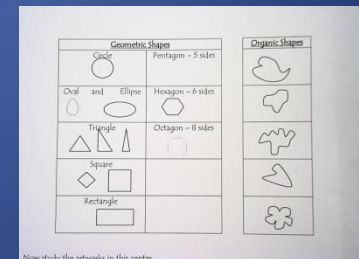 Geometric Shapes
Organic Shapes
Circle
Pentagon – 5 sides
Oval and Ellipse
Hexagon – 6 sides
Triangle
Octagon – 8 sides
Square
Rectangle
Now study the artworks in this center